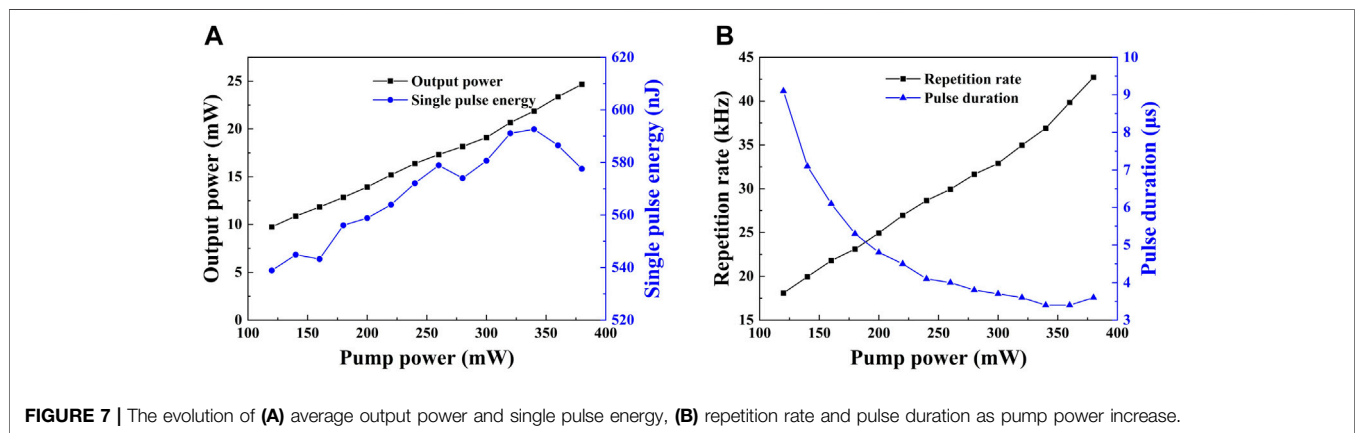 A
Output power (mW)
25
20
15
10
5
0
Output power
Single pulse energy
620
600
580
560
540
520
Single pulse energy (nJ)
100 150 200 250 300 350 400
Pump power (mW)
B
Repetition rate (kHz)
45
40
35
30
25
20
15
Repetition rate
Pulse duration
10
9
8
7
6
5
4
3
Pulse duration (μs)
100 150 200 250 300 350 400
Pump power (mW)
FIGURE 7 | The evolution of (A) average output power and single pulse energy, (B) repetition rate and pulse duration as pump power increase.